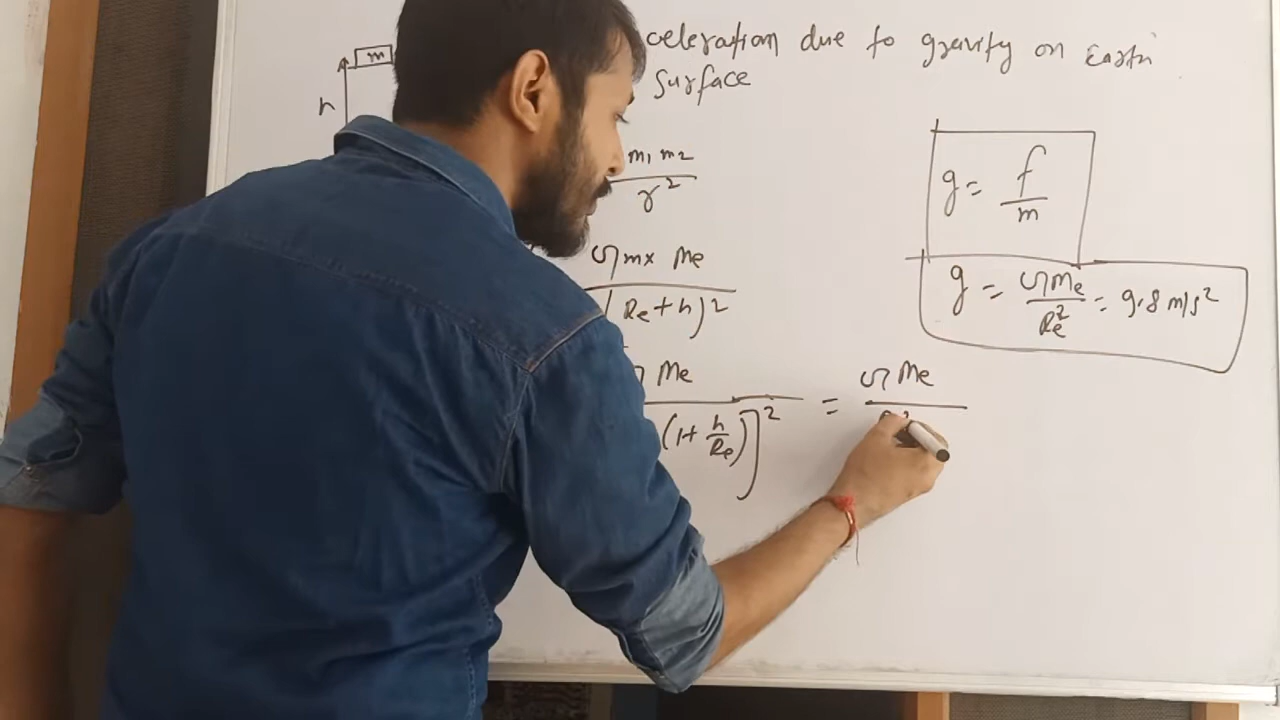 m celeration due to gravity on Earth
h surface
m₁ m₂ / r²
g = f / m
G m x Me / (Re + h)²
g = G Me / Re² = 9.8 m/s²
Me / (1 + h / Re)]² = G Me /